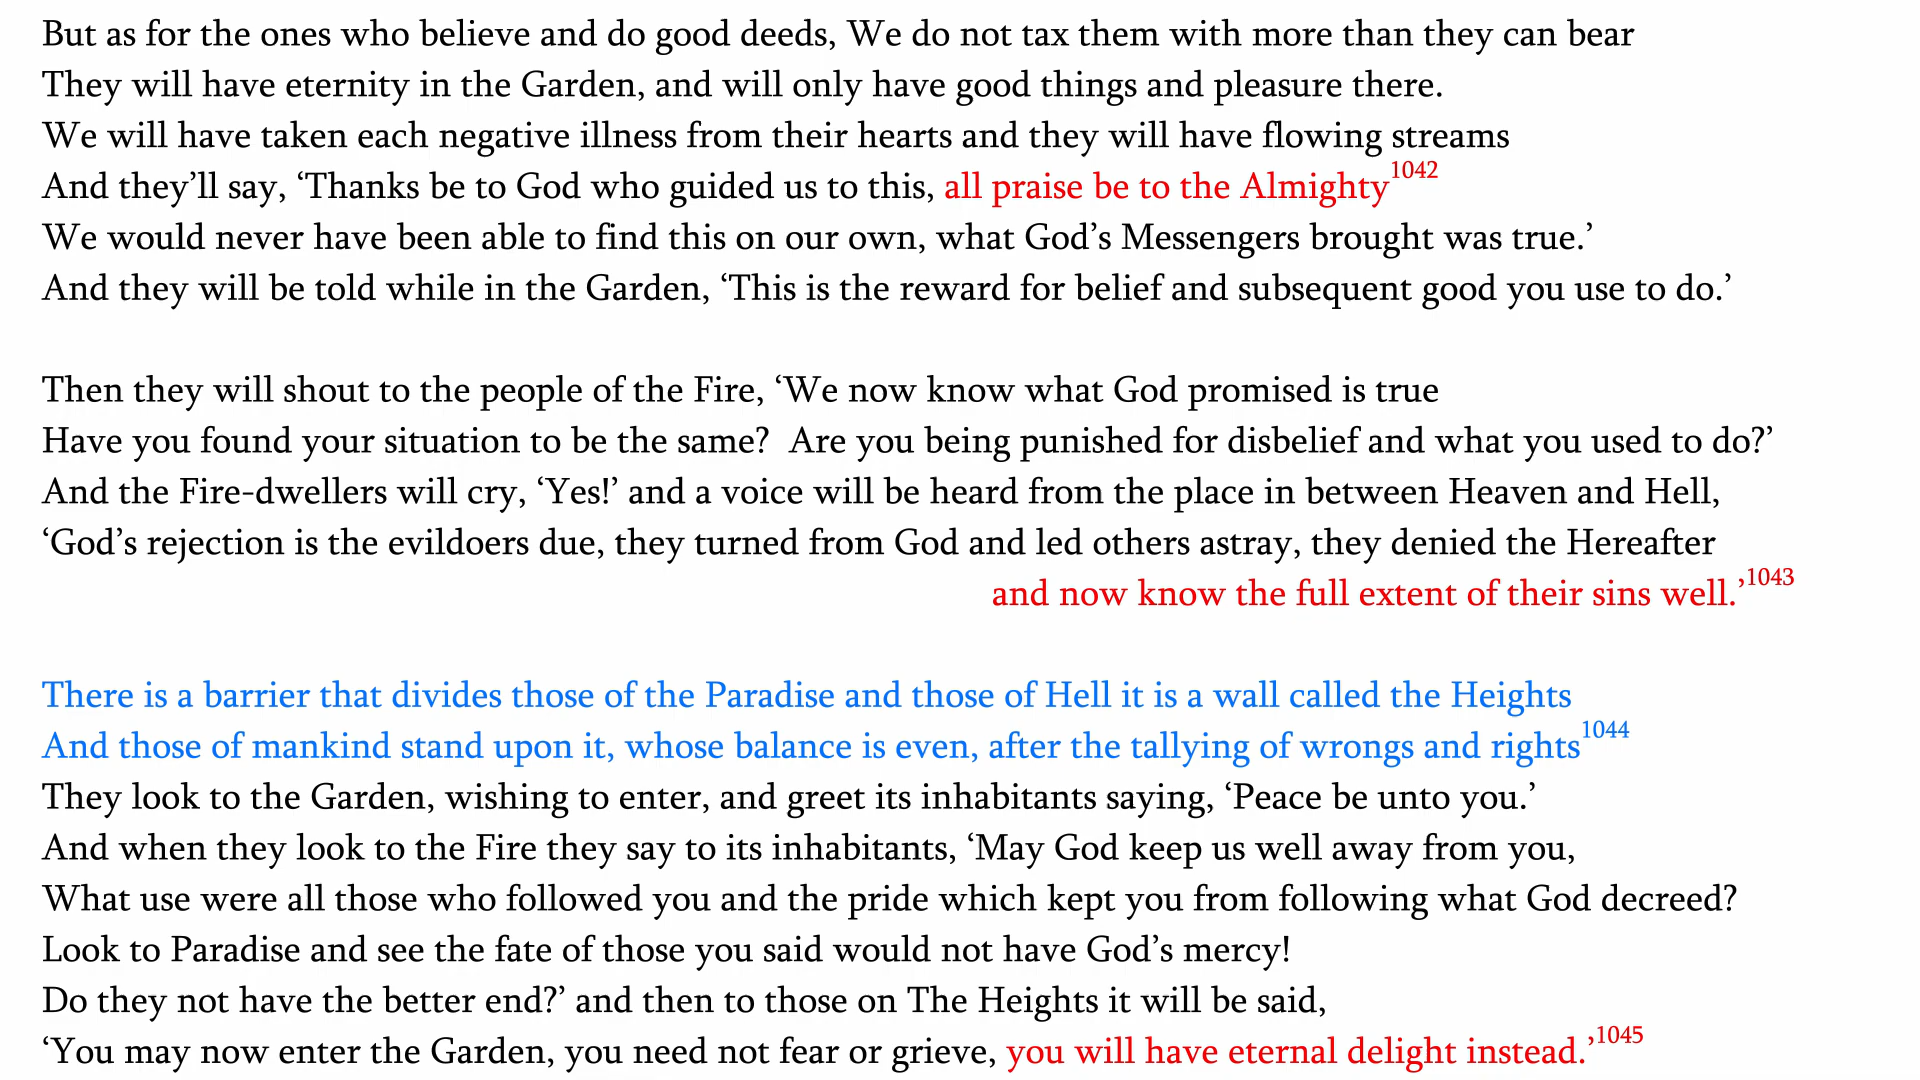 But as for the ones who believe and do good deeds, We do not tax them with more than they can bear
They will have eternity in the Garden, and will only have good things and pleasure there.
We will have taken each negative illness from their hearts and they will have flowing streams
And they’ll say, ‘Thanks be to God who guided us to this, all praise be to the Almighty1042
We would never have been able to find this on our own, what God’s Messengers brought was true.’
And they will be told while in the Garden, ‘This is the reward for belief and subsequent good you use to do.’
Then they will shout to the people of the Fire, ‘We now know what God promised is true
Have you found your situation to be the same?  Are you being punished for disbelief and what you used to do?’
And the Fire-dwellers will cry, ‘Yes!’ and a voice will be heard from the place in between Heaven and Hell,
‘God’s rejection is the evildoers due, they turned from God and led others astray, they denied the Hereafter
and now know the full extent of their sins well.’1043
There is a barrier that divides those of the Paradise and those of Hell it is a wall called the Heights
And those of mankind stand upon it, whose balance is even, after the tallying of wrongs and rights1044
They look to the Garden, wishing to enter, and greet its inhabitants saying, ‘Peace be unto you.’
And when they look to the Fire they say to its inhabitants, ‘May God keep us well away from you,
What use were all those who followed you and the pride which kept you from following what God decreed?
Look to Paradise and see the fate of those you said would not have God’s mercy!
Do they not have the better end?’ and then to those on The Heights it will be said,
‘You may now enter the Garden, you need not fear or grieve, you will have eternal delight instead.’1045